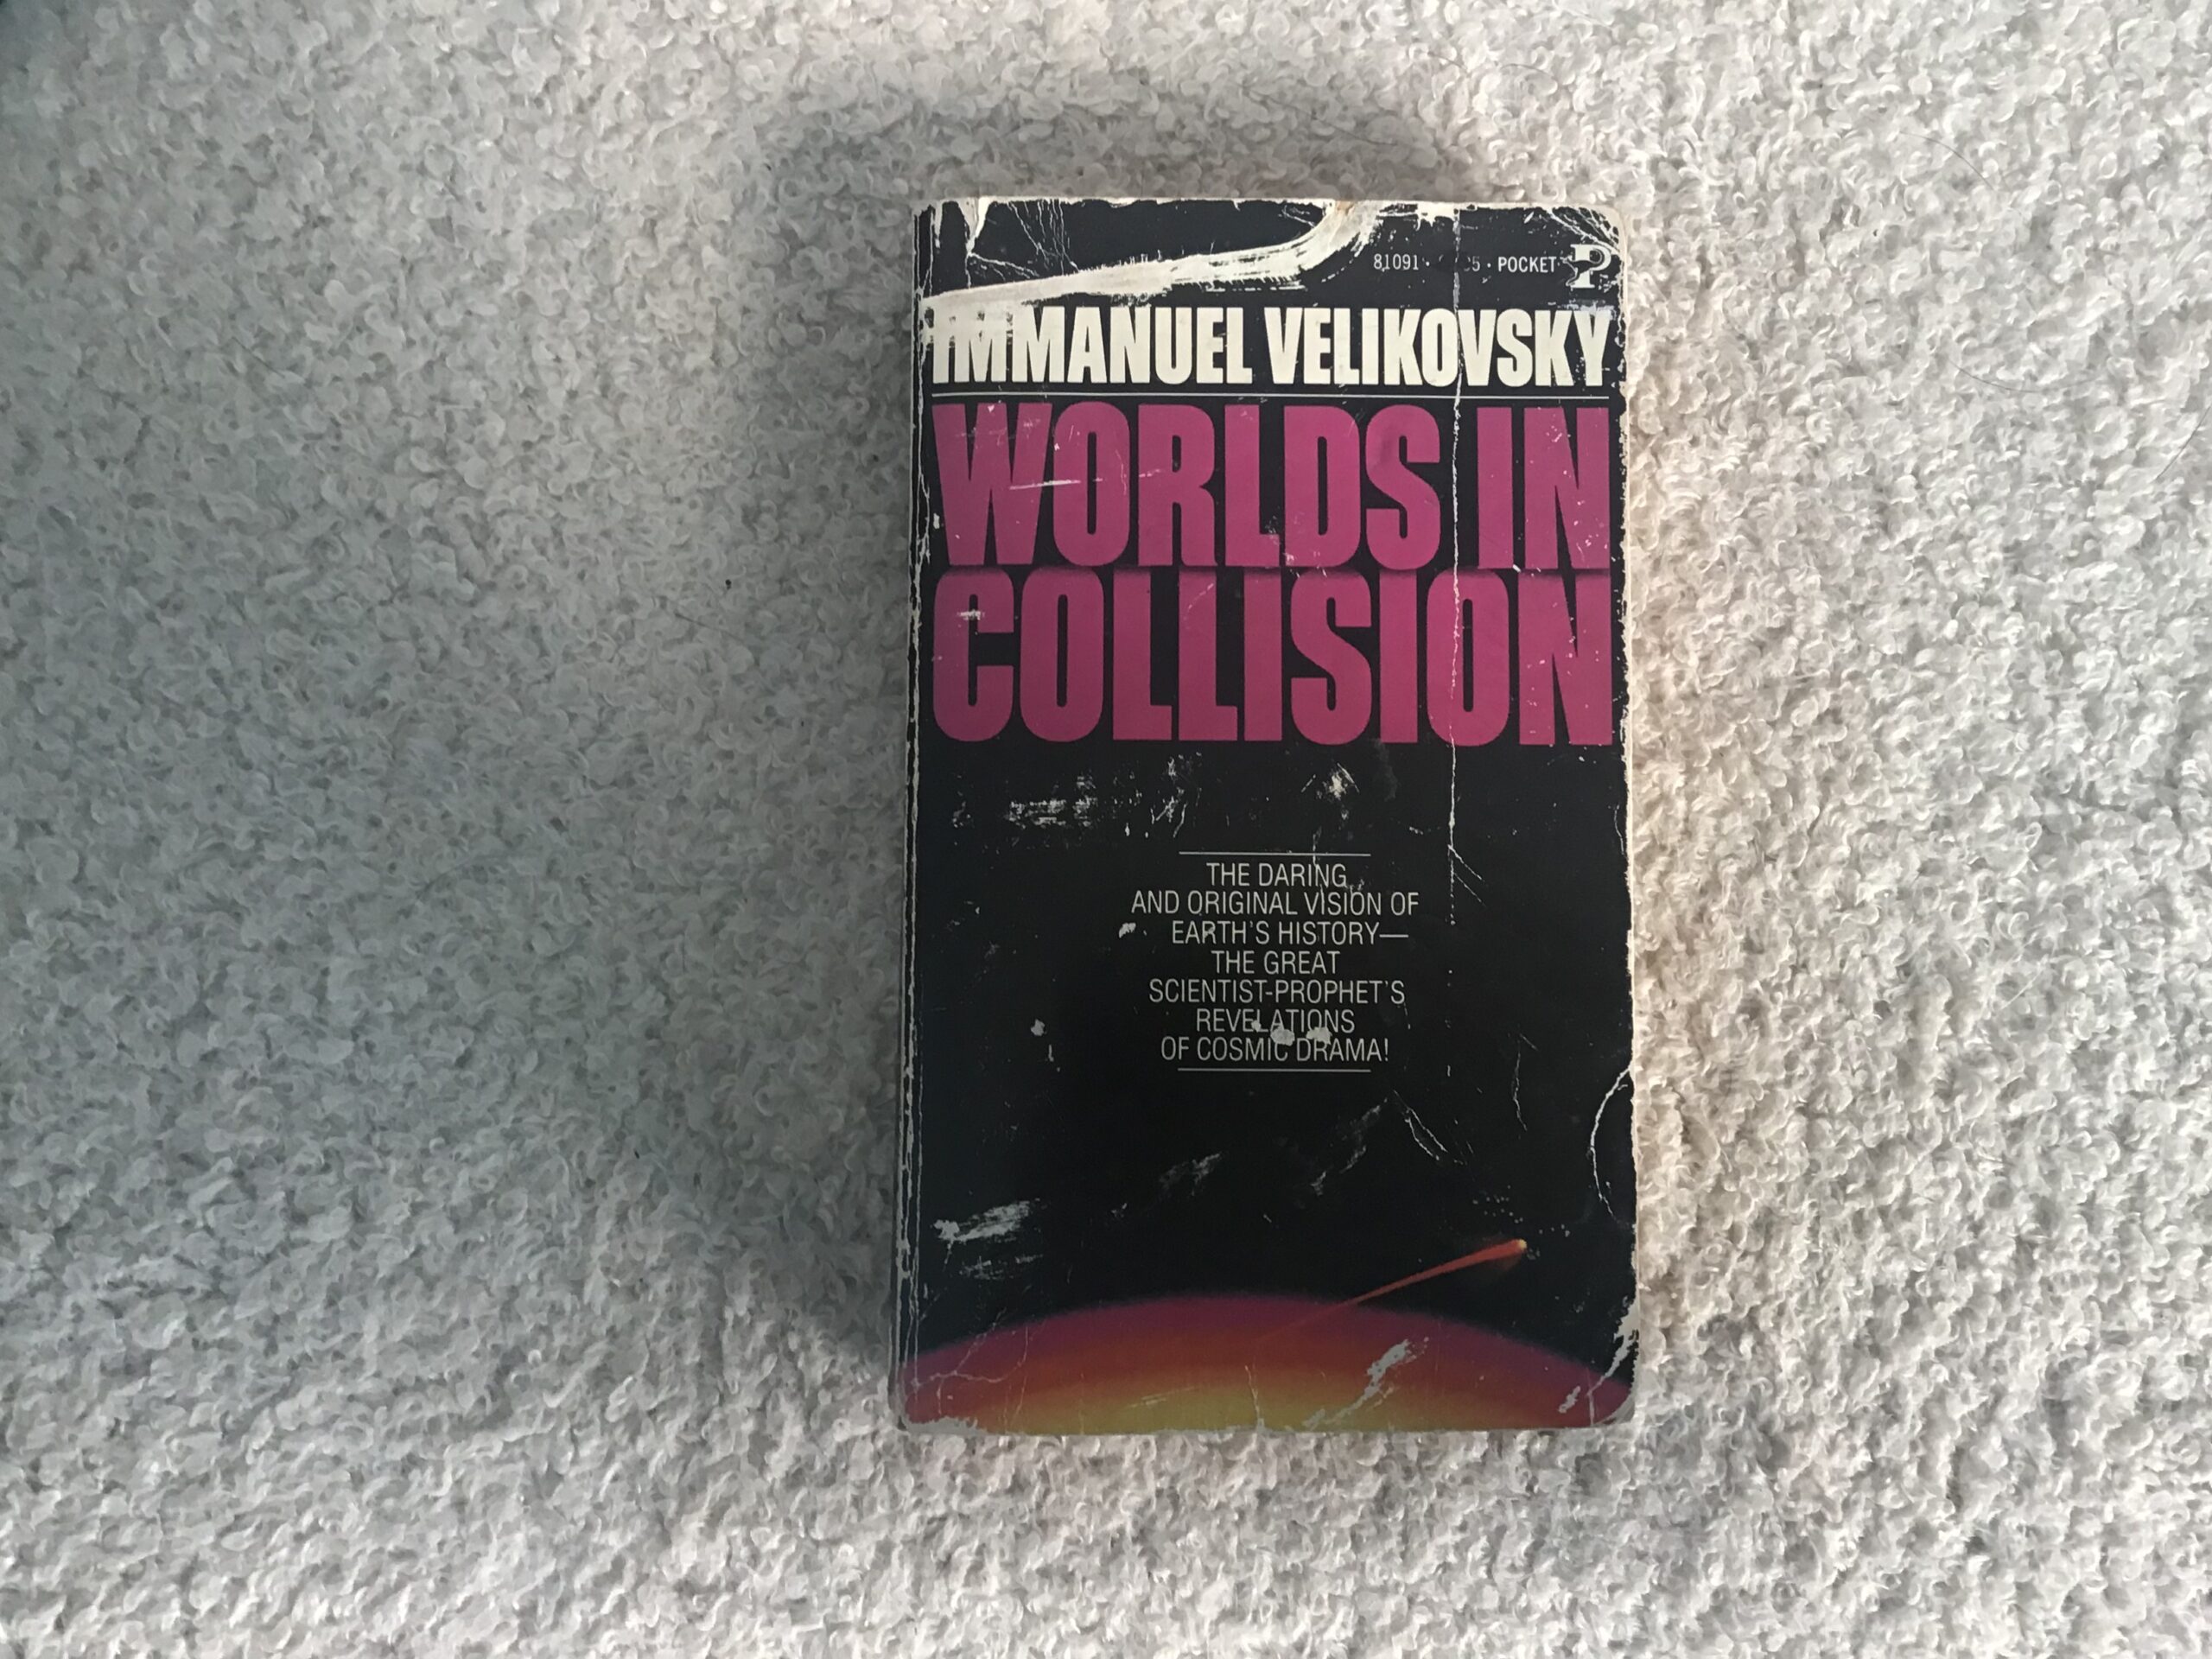 81091 · 5 · POCKET P
IMMANUEL VELIKOVSKY
WORLDS IN
COLLISION
THE DARING
AND ORIGINAL VISION OF
EARTH'S HISTORY—
THE GREAT
SCIENTIST-PROPHET'S
REVELATIONS
OF COSMIC DRAMA!